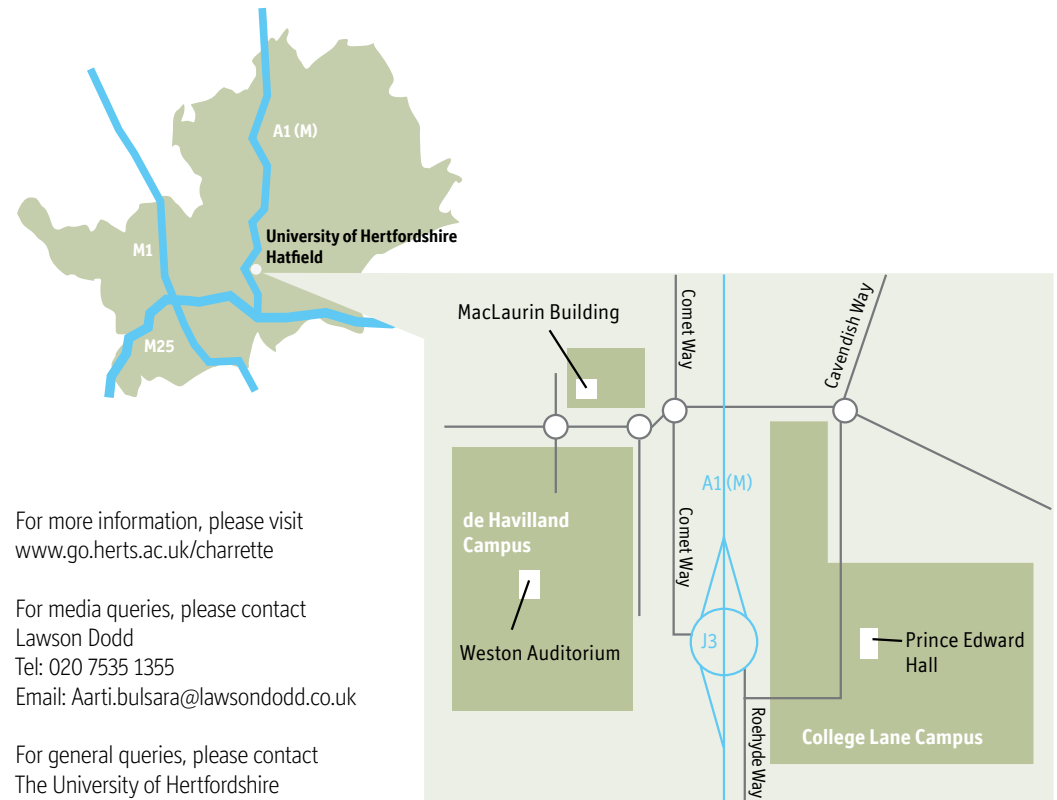 A1 (M)
M1
University of Hertfordshire
Hatfield
M25
MacLaurin Building
Comet Way
Cavendish Way
A1 (M)
de Havilland
Campus
Comet Way
Weston Auditorium
J3
Prince Edward
Hall
Roehyde Way
College Lane Campus
For more information, please visit
www.go.herts.ac.uk/charrette
For media queries, please contact
Lawson Dodd
Tel: 020 7535 1355
Email: Aarti.bulsara@lawsondodd.co.uk
For general queries, please contact
The University of Hertfordshire